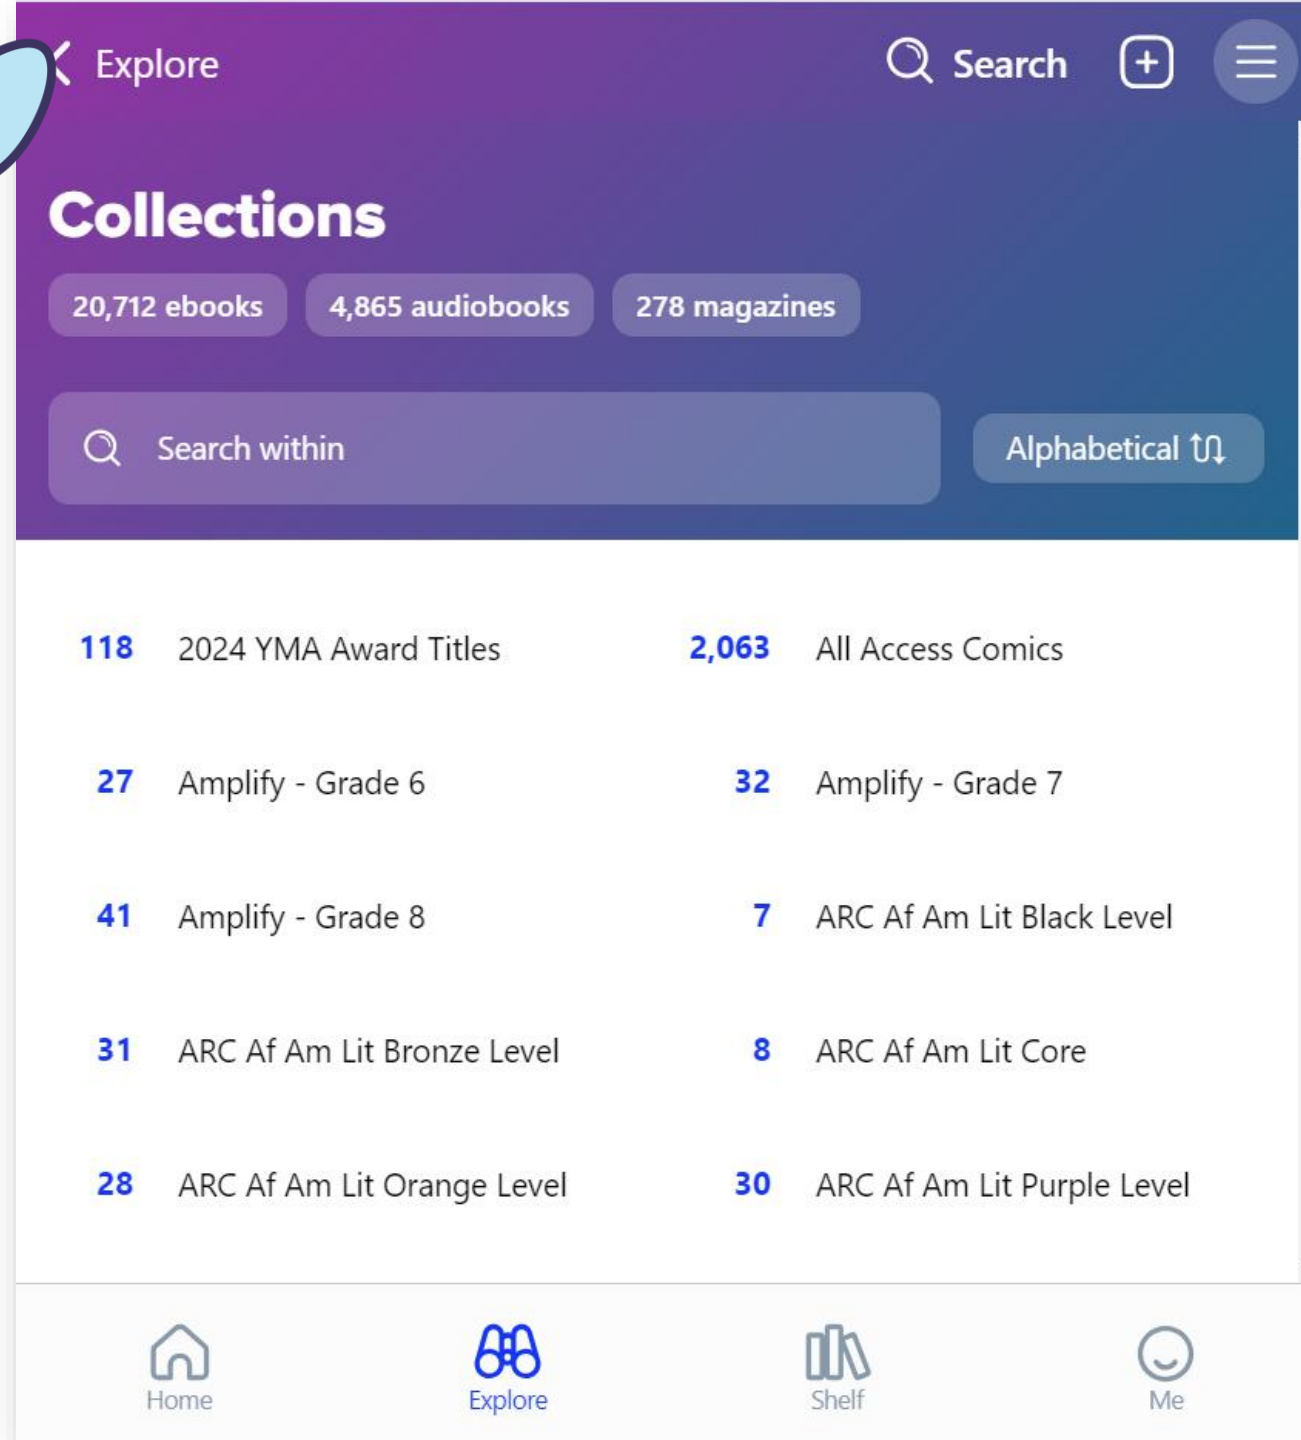 Explore Search
Collections
20,712 ebooks 4,865 audiobooks 278 magazines
Search within Alphabetical
118 2024 YMA Award Titles 2,063 All Access Comics
27 Amplify - Grade 6 32 Amplify - Grade 7
41 Amplify - Grade 8 7 ARC Af Am Lit Black Level
31 ARC Af Am Lit Bronze Level 8 ARC Af Am Lit Core
28 ARC Af Am Lit Orange Level 30 ARC Af Am Lit Purple Level
Home Explore Shelf Me